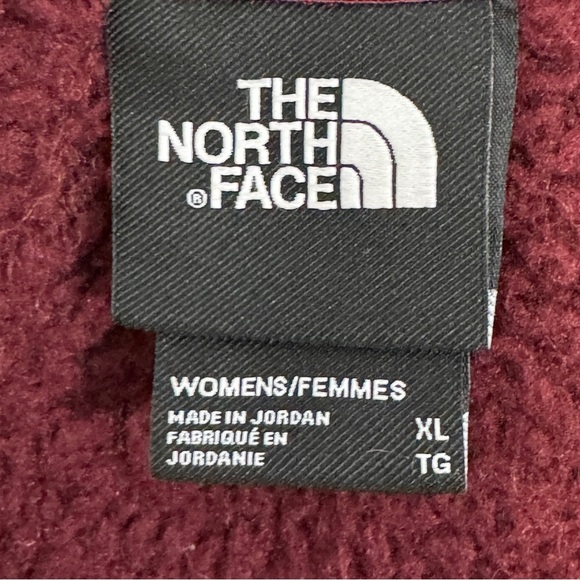 THE
NORTH
®FACE
WOMENS/FEMMES
MADE IN JORDAN XL
FABRIQUÉ EN
JORDANIE TG